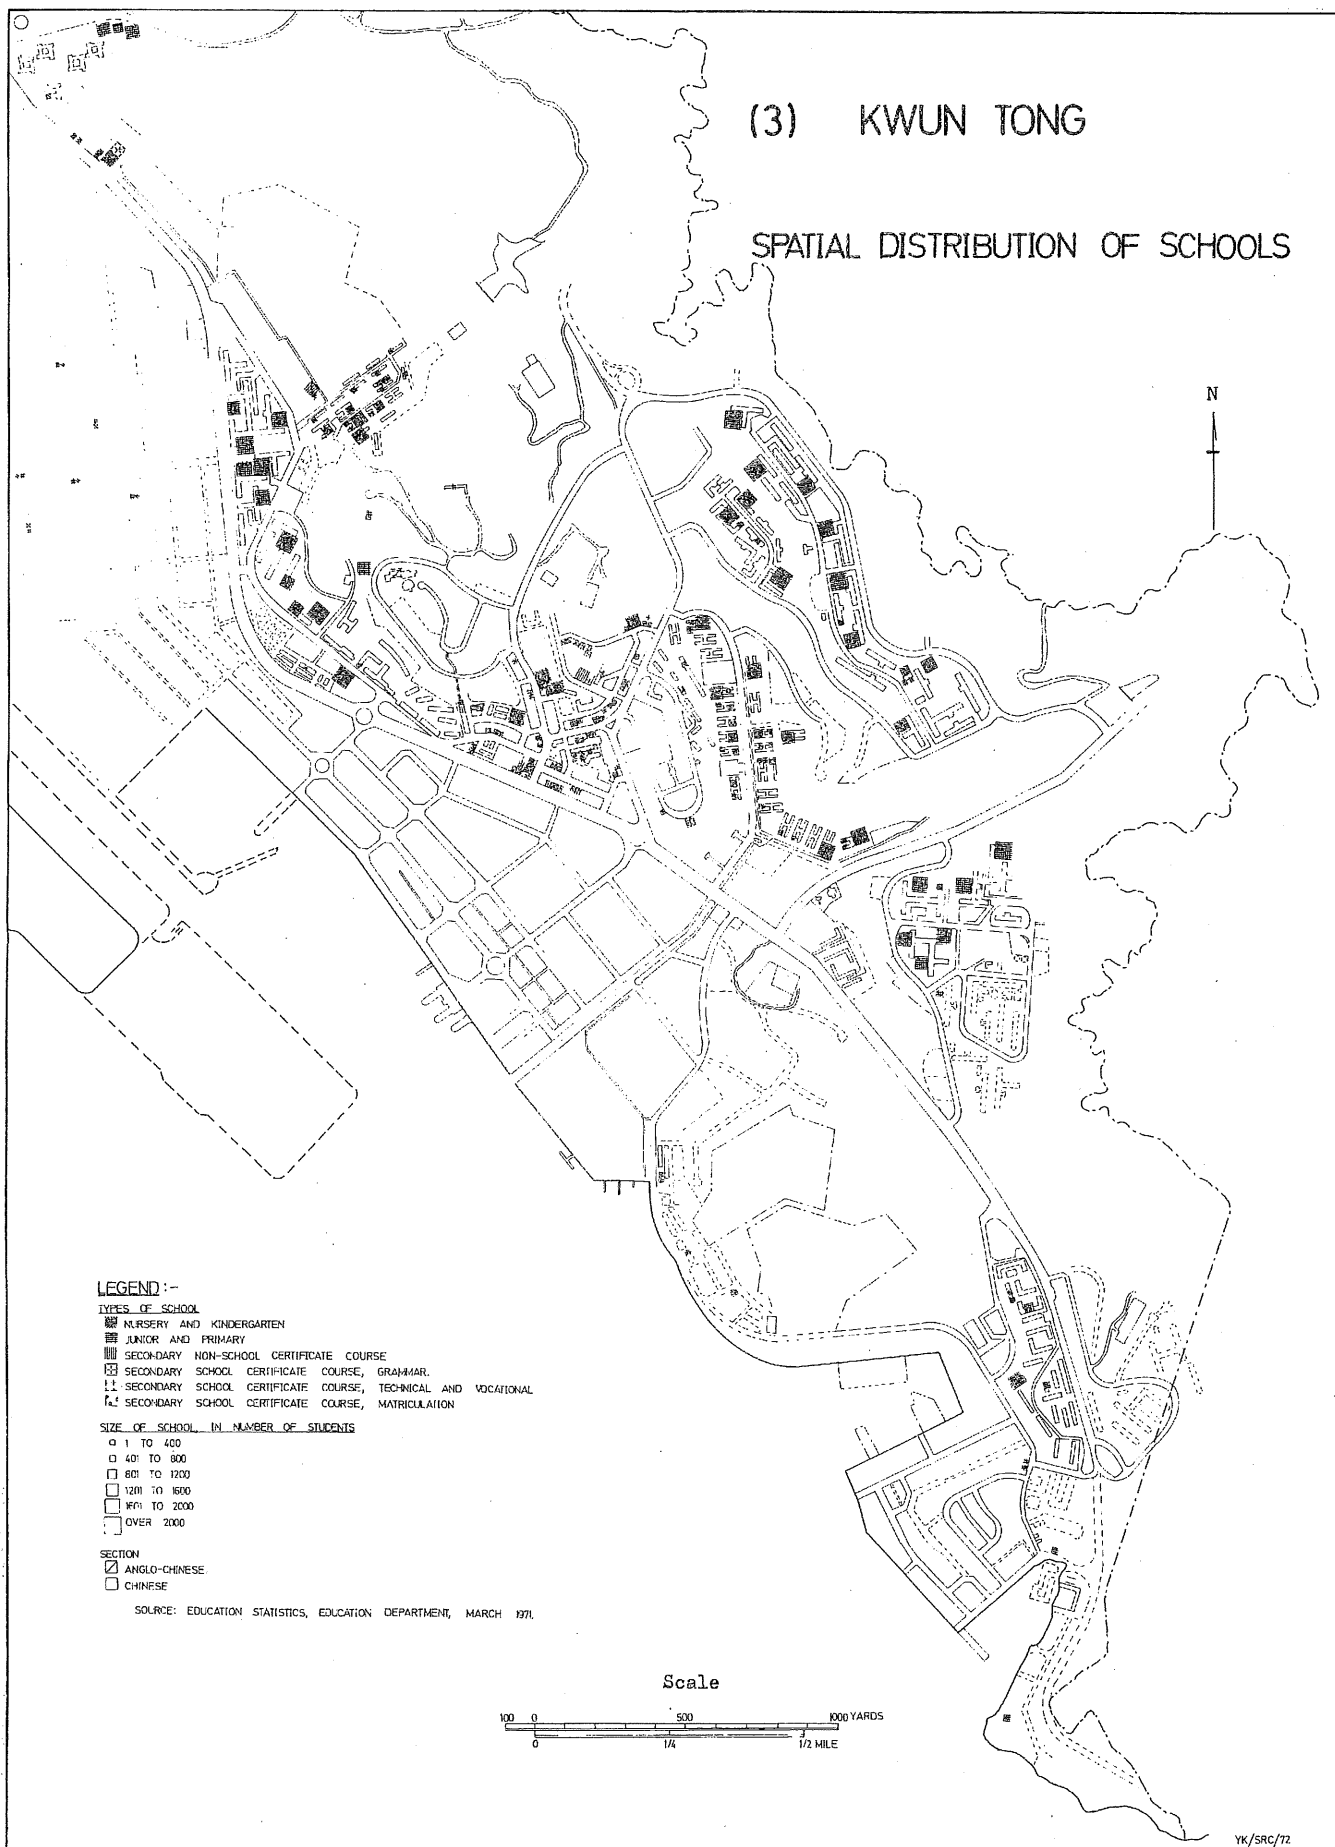 (3) KWUN TONG
SPATIAL DISTRIBUTION OF SCHOOLS
N
LEGEND :-
TYPES OF SCHOOL
NURSERY AND KINDERGARTEN
JUNIOR AND PRIMARY
SECONDARY NON-SCHOOL CERTIFICATE COURSE
SECONDARY SCHOOL CERTIFICATE COURSE, GRAMMAR.
SECONDARY SCHOOL CERTIFICATE COURSE, TECHNICAL AND VOCATIONAL
SECONDARY SCHOOL CERTIFICATE COURSE, MATRICULATION
SIZE OF SCHOOL, IN NUMBER OF STUDENTS
1 TO 400
401 TO 800
801 TO 1200
1201 TO 1600
1601 TO 2000
OVER 2000
SECTION
ANGLO-CHINESE.
CHINESE
SOURCE: EDUCATION STATISTICS, EDUCATION DEPARTMENT, MARCH 1971.
Scale
100 0 500 1000 YARDS
0 1/4 1/2 MILE
YK/SRC/72